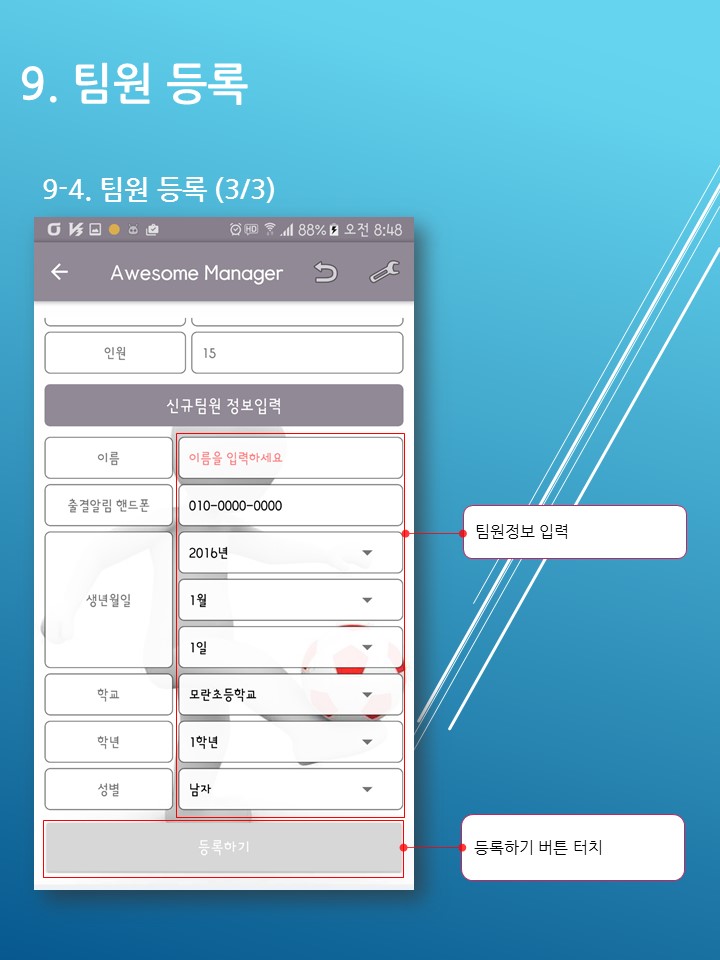 9. 팀원 등록
9-4. 팀원 등록 (3/3)
HD 88% 오전 8:48
Awesome Manager
인원 15
신규팀원 정보입력
이름 이름을 입력하세요
출결알림 핸드폰 010-0000-0000
팀원정보 입력
2016년
생년월일 1월
1일
학교 모란초등학교
학년 1학년
성별 남자
등록하기
등록하기 버튼 터치